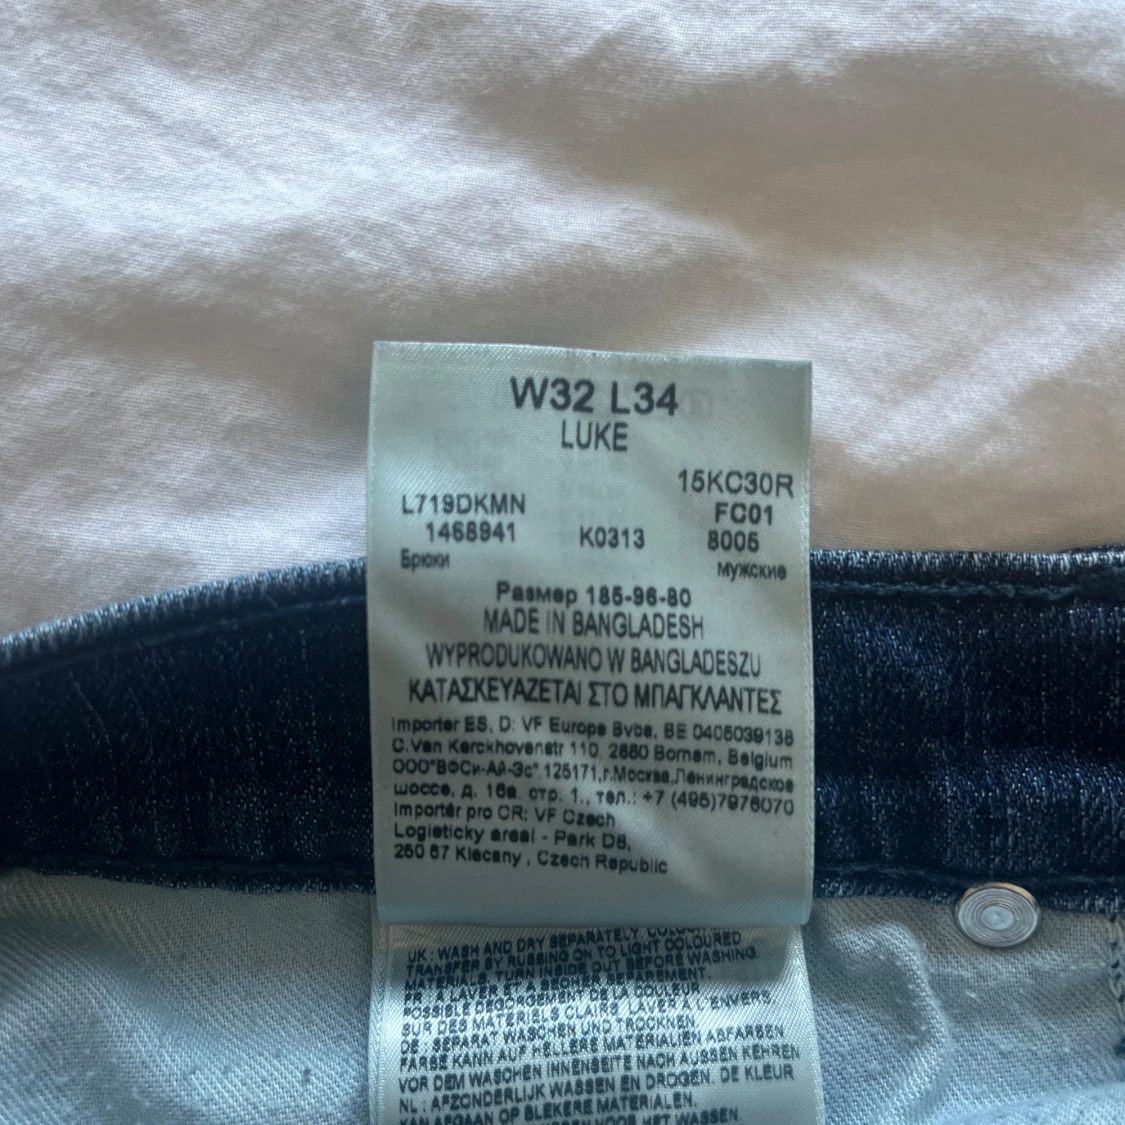 W32 L34
LUKE
15KC30R
L719DKMN FC01
1468941 K0313 8005
Брюки мужские
Размер 185-96-80
MADE IN BANGLADESH
WYPRODUKOWANO W BANGLADESZU
ΚΑΤΑΣΚΕΥΑΖΕΤΑΙ ΣΤΟ ΜΠΑΓΚΛΑΝΤΕΣ
Importer ES, D: VF Europe Bvba, BE 0405039138
C.Van Kerckhovenstr 110, 2880 Bornem, Belgium
ООО"ВФСи-Ай-Эс",125171,г.Москва,Ленинградское
шоссе, д. 16а, стр. 1., тел.: +7 (495)7976070
Importér pro CR: VF Czech
Logisticky areal - Park D8,
250 67 Klecany, Czech Republic
UK : WASH AND DRY SEPARATELY COLOUR
TRANSFER BY RUBBING ON TO LIGHT COLOURED
MATERIALS. TURN INSIDE OUT BEFORE WASHING.
FR : A LAVER ET A SECHER SEPAREMENT.
POSSIBLE DEGORGEMENT DE LA COULEUR
SUR DES MATERIELS CLAIRS. LAVER A L'ENVERS.
DE : SEPARAT WASCHEN UND TROCKNEN.
FARBE KANN AUF HELLERE MATERIALIEN ABFARBEN
VOR DEM WASCHEN INNENSEITE NACH AUSSEN KEHREN
NL : AFZONDERLIJK WASSEN EN DROGEN. DE KLEUR
KAN AFGAAN OP BLEKERE MATERIALEN.
VOOR HET WASSEN.